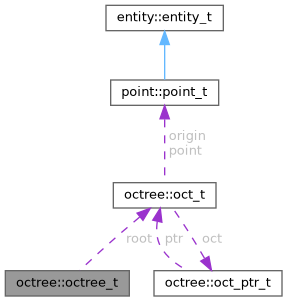 entity::entity_t
point::point_t
origin
point
octree::oct_t
root
ptr
oct
octree::octree_t
octree::oct_ptr_t